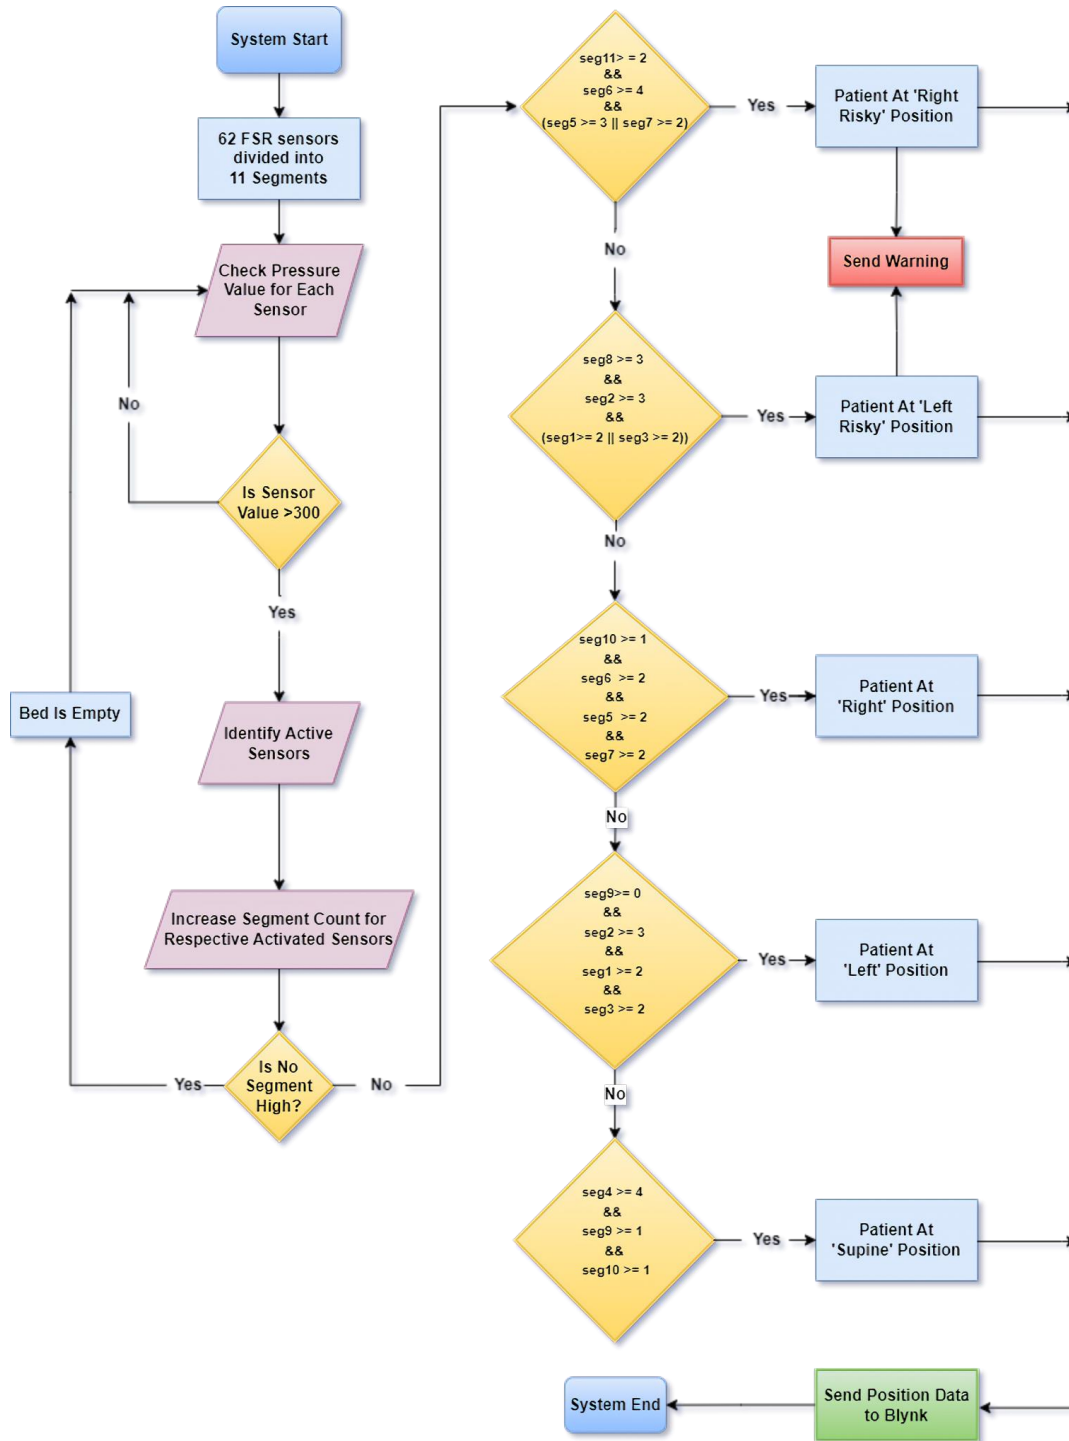 System Start
62 FSR sensors
divided into
11 Segments
Check Pressure
Value for Each
Sensor
No
Is Sensor
Value >300
Yes
Bed Is Empty
Identify Active
Sensors
Increase Segment Count for
Respective Activated Sensors
Is No
Segment
High?
Yes
No
seg11> = 2
&&
seg6 >= 4
&&
(seg5 >= 3 || seg7 >= 2)
Yes
Patient At 'Right
Risky' Position
No
Send Warning
seg8 >= 3
&&
seg2 >= 3
&&
(seg1>= 2 || seg3 >= 2))
Yes
Patient At 'Left
Risky' Position
No
seg10 >= 1
&&
seg6 >= 2
&&
seg5 >= 2
&&
seg7 >= 2
Yes
Patient At
'Right' Position
No
seg9>= 0
&&
seg2 >= 3
&&
seg1 >= 2
&&
seg3 >= 2
Yes
Patient At
'Left' Position
No
seg4 >= 4
&&
seg9 >= 1
&&
seg10 >= 1
Yes
Patient At
'Supine' Position
System End
Send Position Data
to Blynk